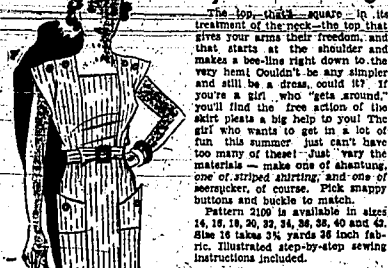 The top, that's square in its
treatment of the neck—the top that
gives your arms their freedom, and
that starts at the shoulder and
makes a bee-line right down to the
very hem! Couldn't be any simpler
and still be a dress, could it? If
you're a girl who "gets around,"
you'll find the free action of the
skirt pleats a big help to you! The
girl who wants to get in a lot of
fun this summer just can't have
too many of these! Just vary the
materials — make one of shantung,
one of striped shirting, and one of
seersucker, of course. Pick snappy
buttons and buckle to match.
Pattern 2109 is available in sizes
14, 16, 18, 20, 32, 34, 36, 38, 40 and 42.
Size 16 takes 3¾ yards 36 inch fab-
ric. Illustrated step-by-step sewing
instructions included.